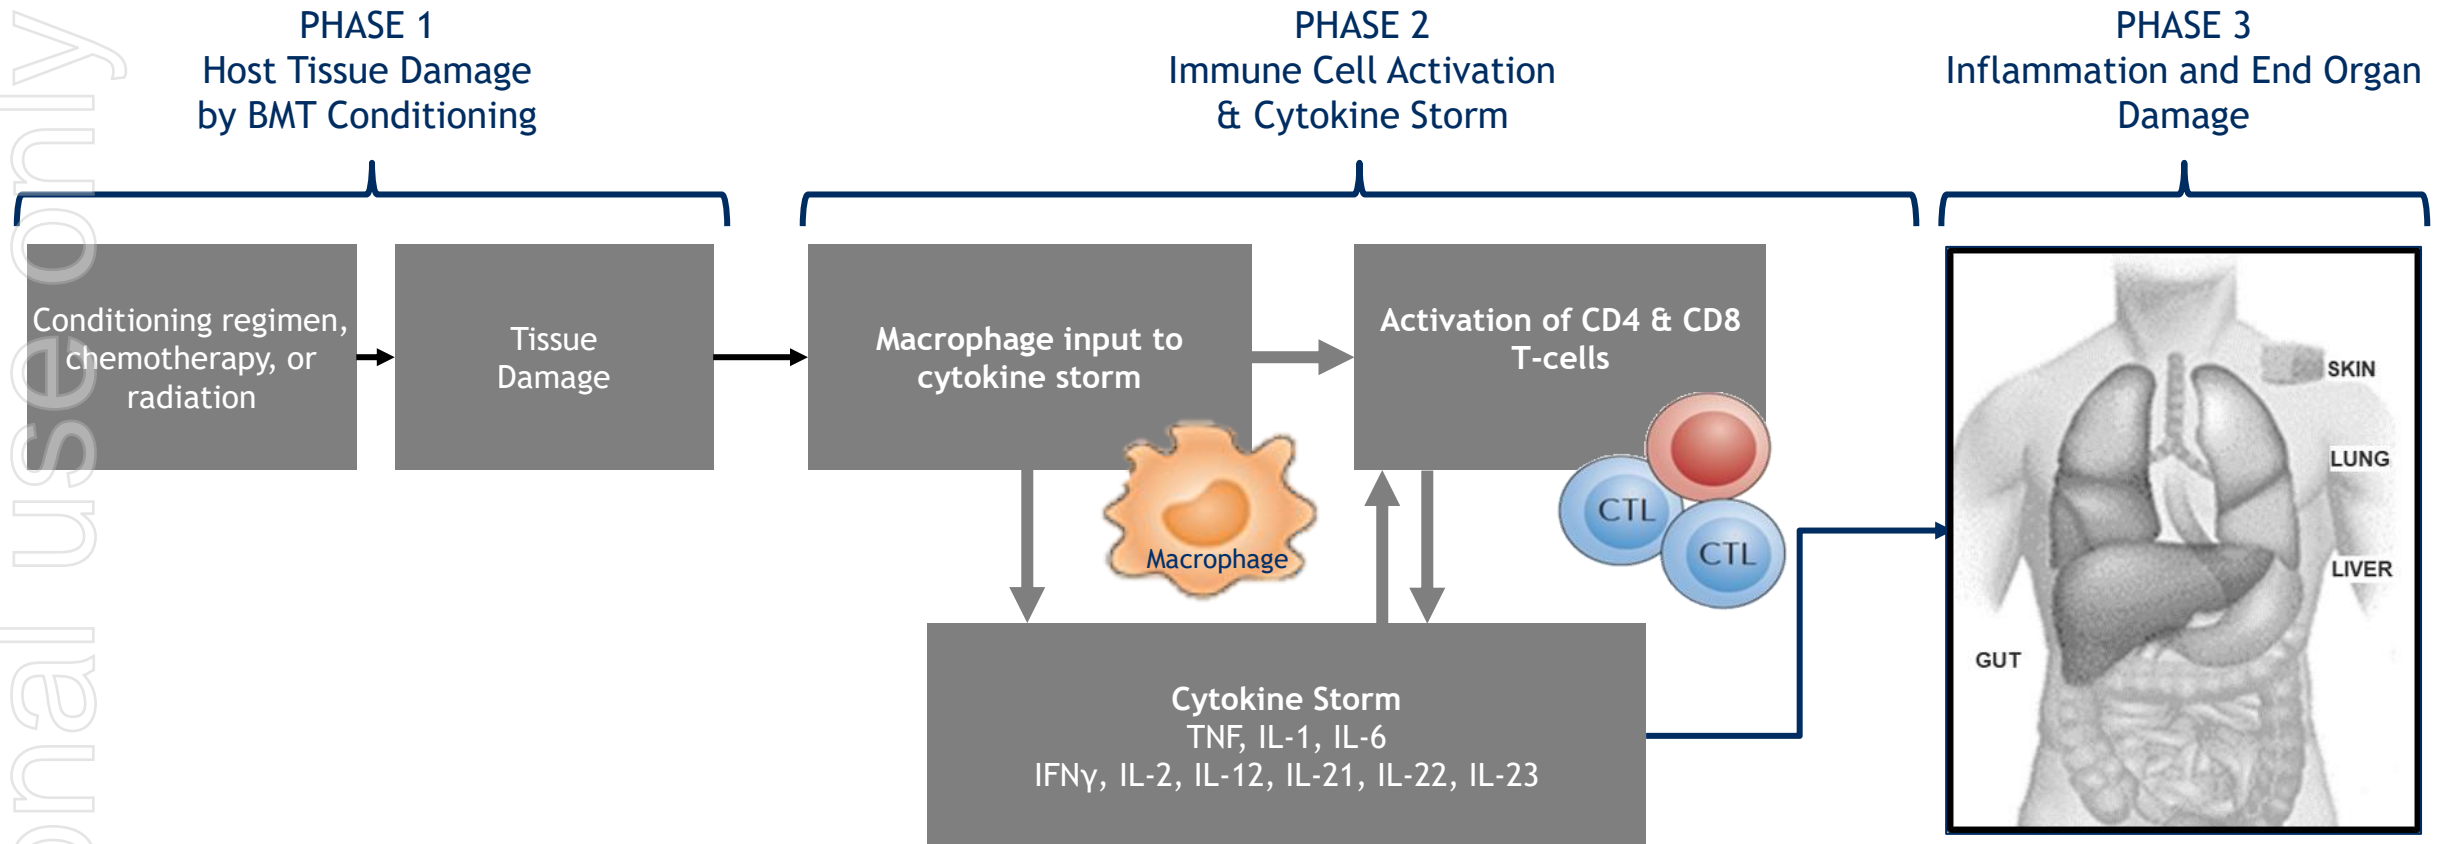 PHASE 1
Host Tissue Damage
by BMT Conditioning
PHASE 2
Immune Cell Activation
& Cytokine Storm
PHASE 3
Inflammation and End Organ
Damage
Conditioning regimen,
chemotherapy, or
radiation
Tissue
Damage
Macrophage input to
cytokine storm
Macrophage
Activation of CD4 & CD8
T-cells
CTL
CTL
Cytokine Storm
TNF, IL-1, IL-6
IFNγ, IL-2, IL-12, IL-21, IL-22, IL-23
SKIN
LUNG
LIVER
GUT
onal use only